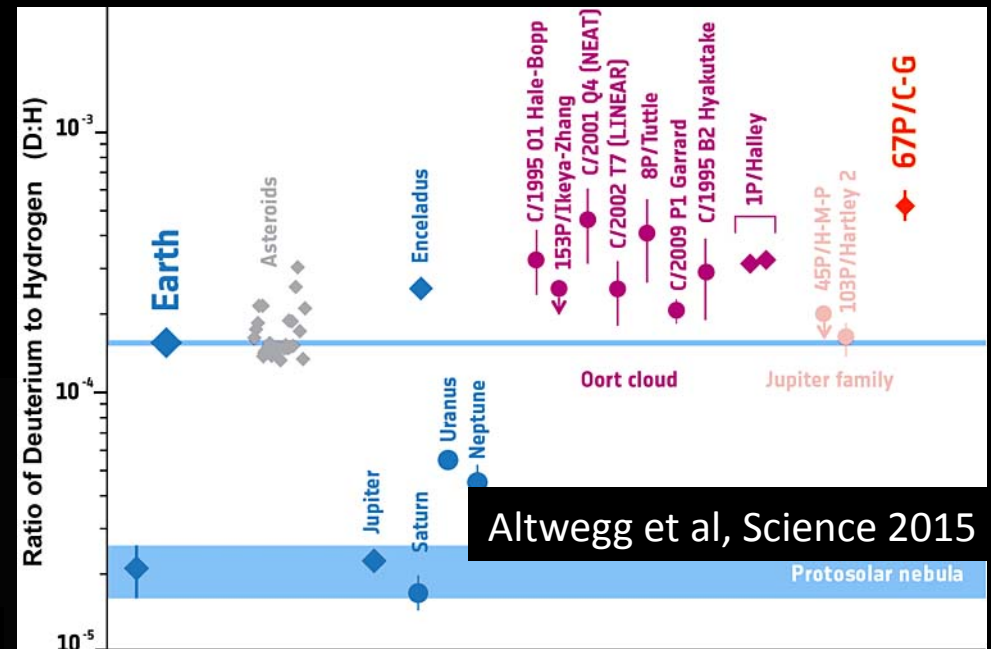 Ratio of Deuterium to Hydrogen (D:H)
10-3
10-4
10-5
Earth
Asteroids
Enceladus
C/1995 O1 Hale-Bopp
153P/Ikeya-Zhang
C/2001 Q4 (NEAT)
C/2002 T7 (LINEAR)
8P/Tuttle
C/2009 P1 Garrard
C/1995 B2 Hyakutake
1P/Halley
45P/H-M-P
103P/Hartley 2
67P/C-G
Oort cloud
Jupiter family
Jupiter
Saturn
Uranus
Neptune
Altwegg et al, Science 2015
Protosolar nebula